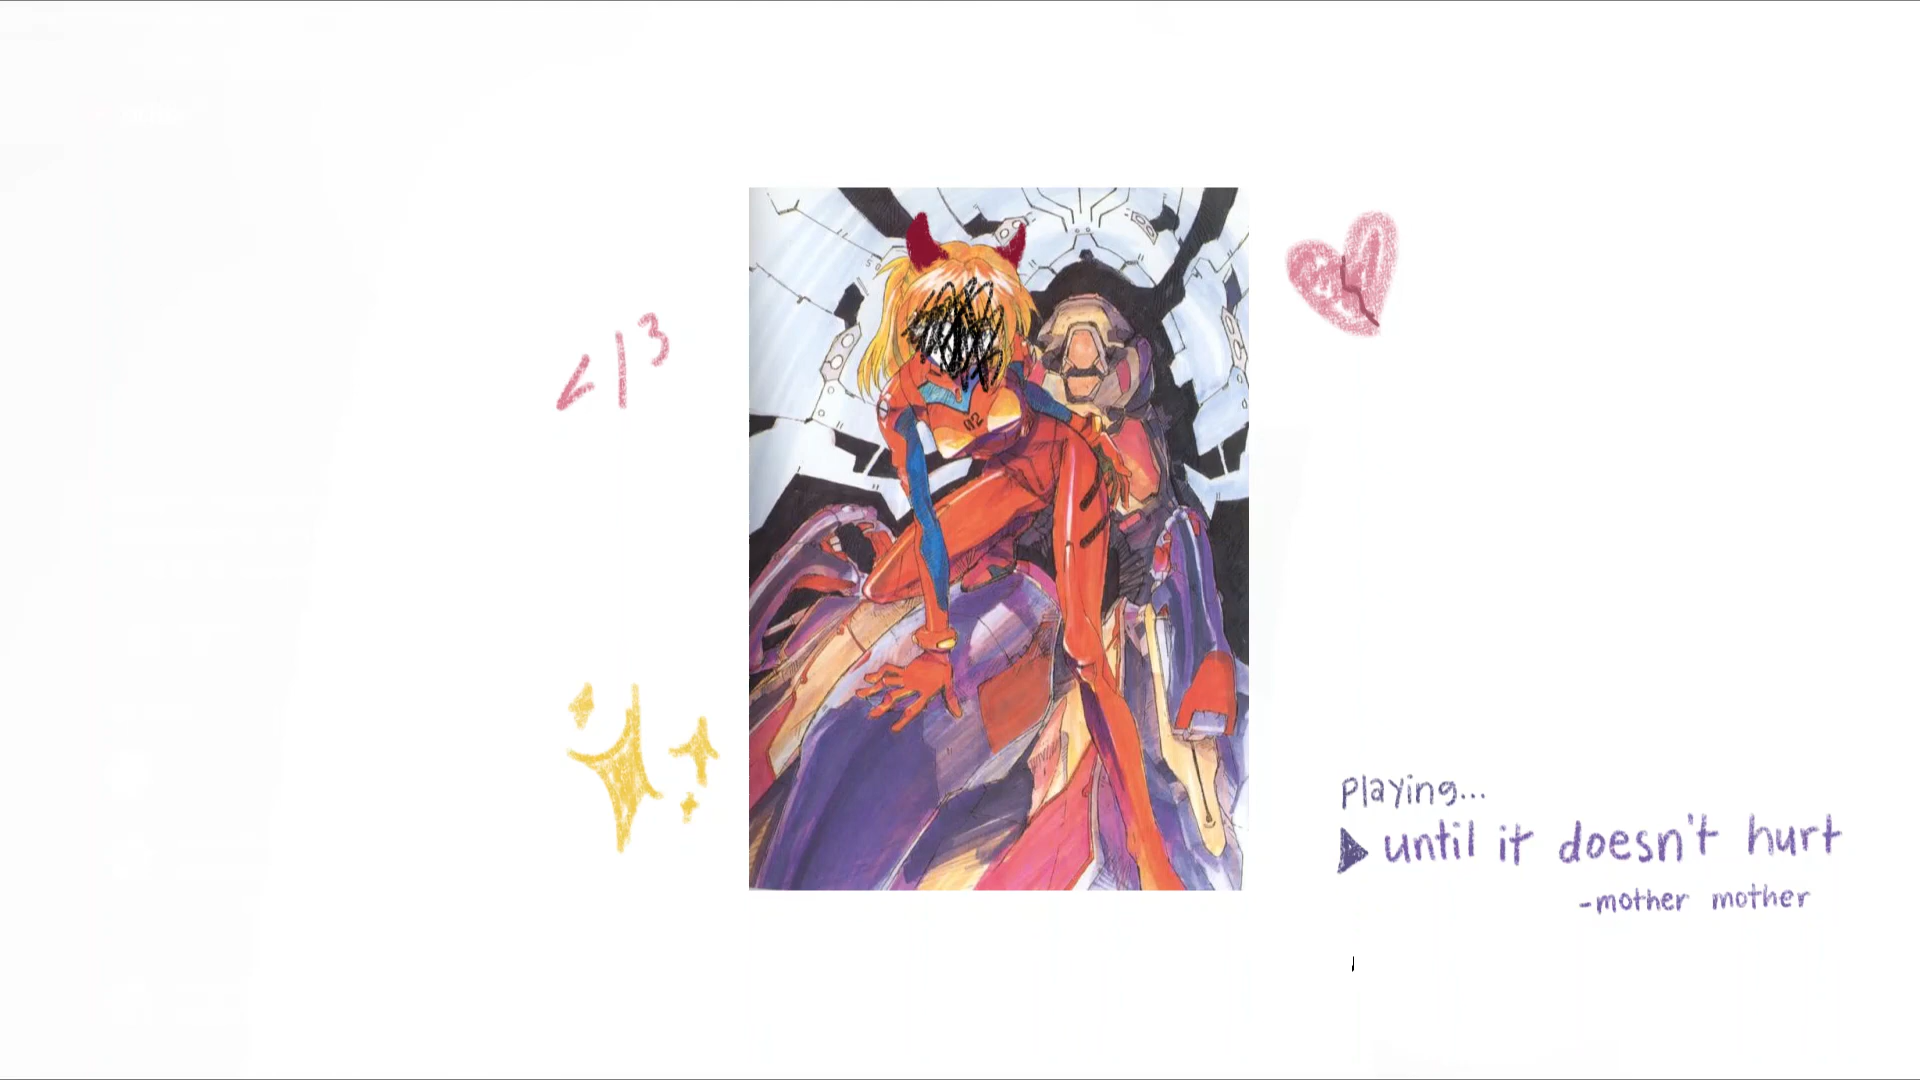 </3
02
playing...
until it doesn't hurt
-mother mother